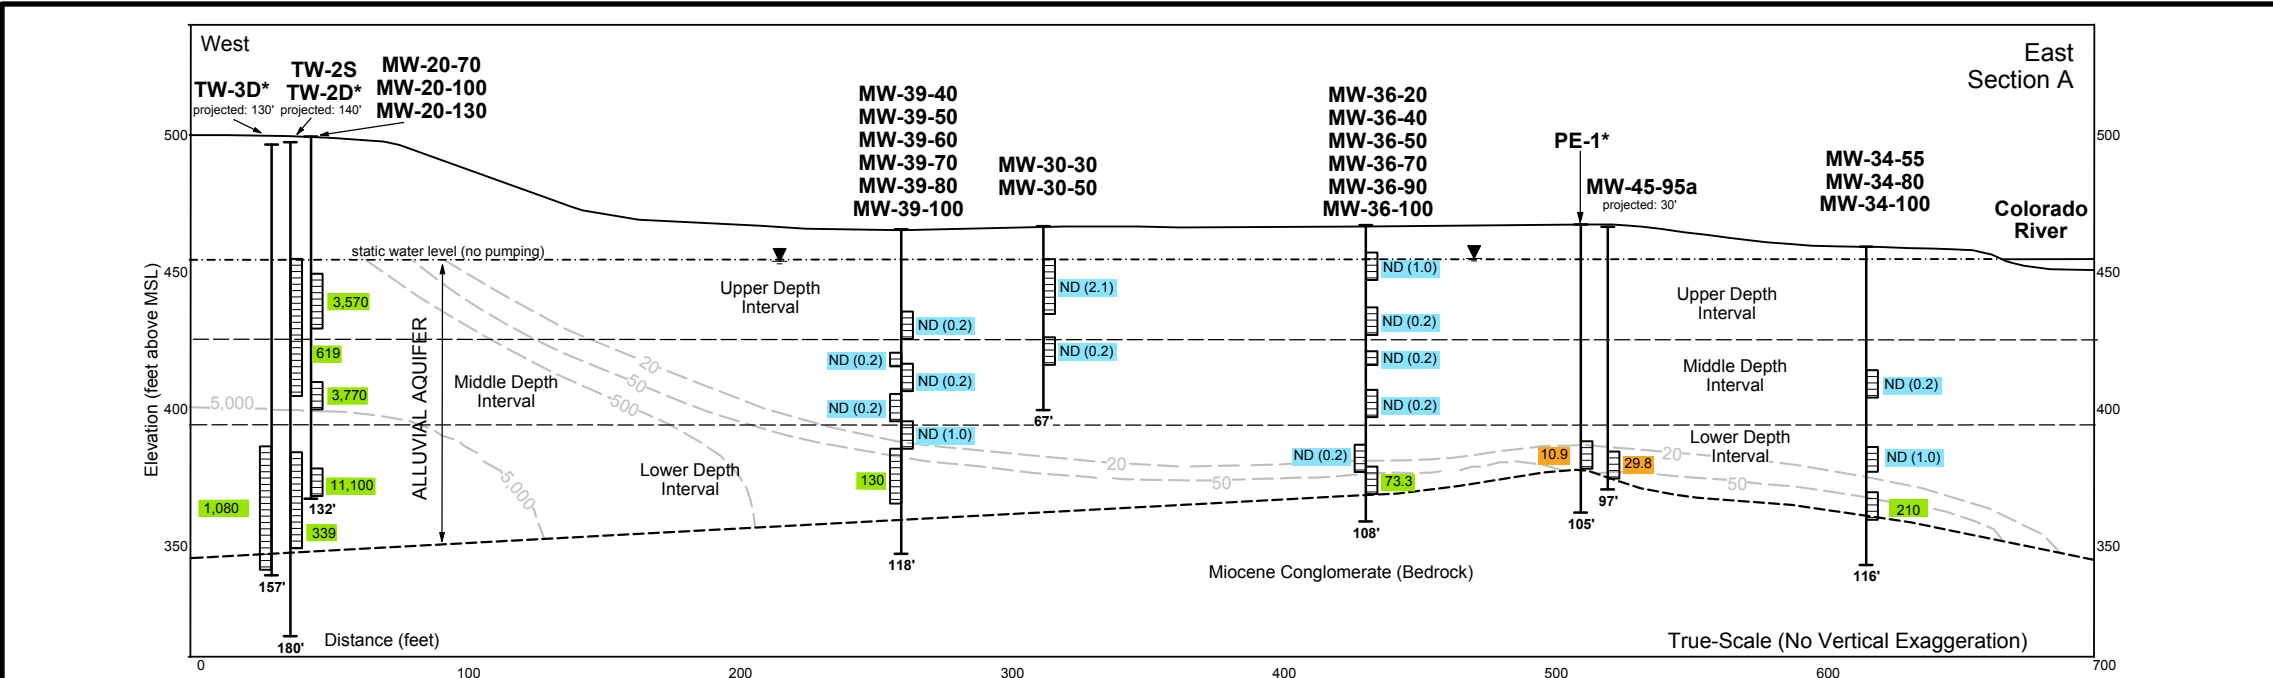 West
East
Section A
TW-3D*
projected: 130'
TW-2S
TW-2D*
projected: 140'
MW-20-70
MW-20-100
MW-20-130
MW-39-40
MW-39-50
MW-39-60
MW-39-70
MW-39-80
MW-39-100
MW-30-30
MW-30-50
MW-36-20
MW-36-40
MW-36-50
MW-36-70
MW-36-90
MW-36-100
PE-1*
MW-45-95a
projected: 30'
MW-34-55
MW-34-80
MW-34-100
Colorado
River
Elevation (feet above MSL)
500
450
400
350
500
450
400
350
static water level (no pumping)
ALLUVIAL AQUIFER
Upper Depth
Interval
Upper Depth
Interval
Middle Depth
Interval
Middle Depth
Interval
Lower Depth
Interval
Lower Depth
Interval
3,570
619
3,770
11,100
1,080
339
5,000
5,000
20
50
500
ND (0.2)
ND (0.2)
ND (0.2)
ND (0.2)
ND (1.0)
130
ND (2.1)
ND (0.2)
ND (1.0)
ND (0.2)
ND (0.2)
ND (0.2)
ND (0.2)
73.3
20
50
10.9
29.8
20
50
ND (0.2)
ND (1.0)
210
157'
180'
132'
118'
67'
108'
105'
97'
116'
Miocene Conglomerate (Bedrock)
Distance (feet)
True-Scale (No Vertical Exaggeration)
0
100
200
300
400
500
600
700